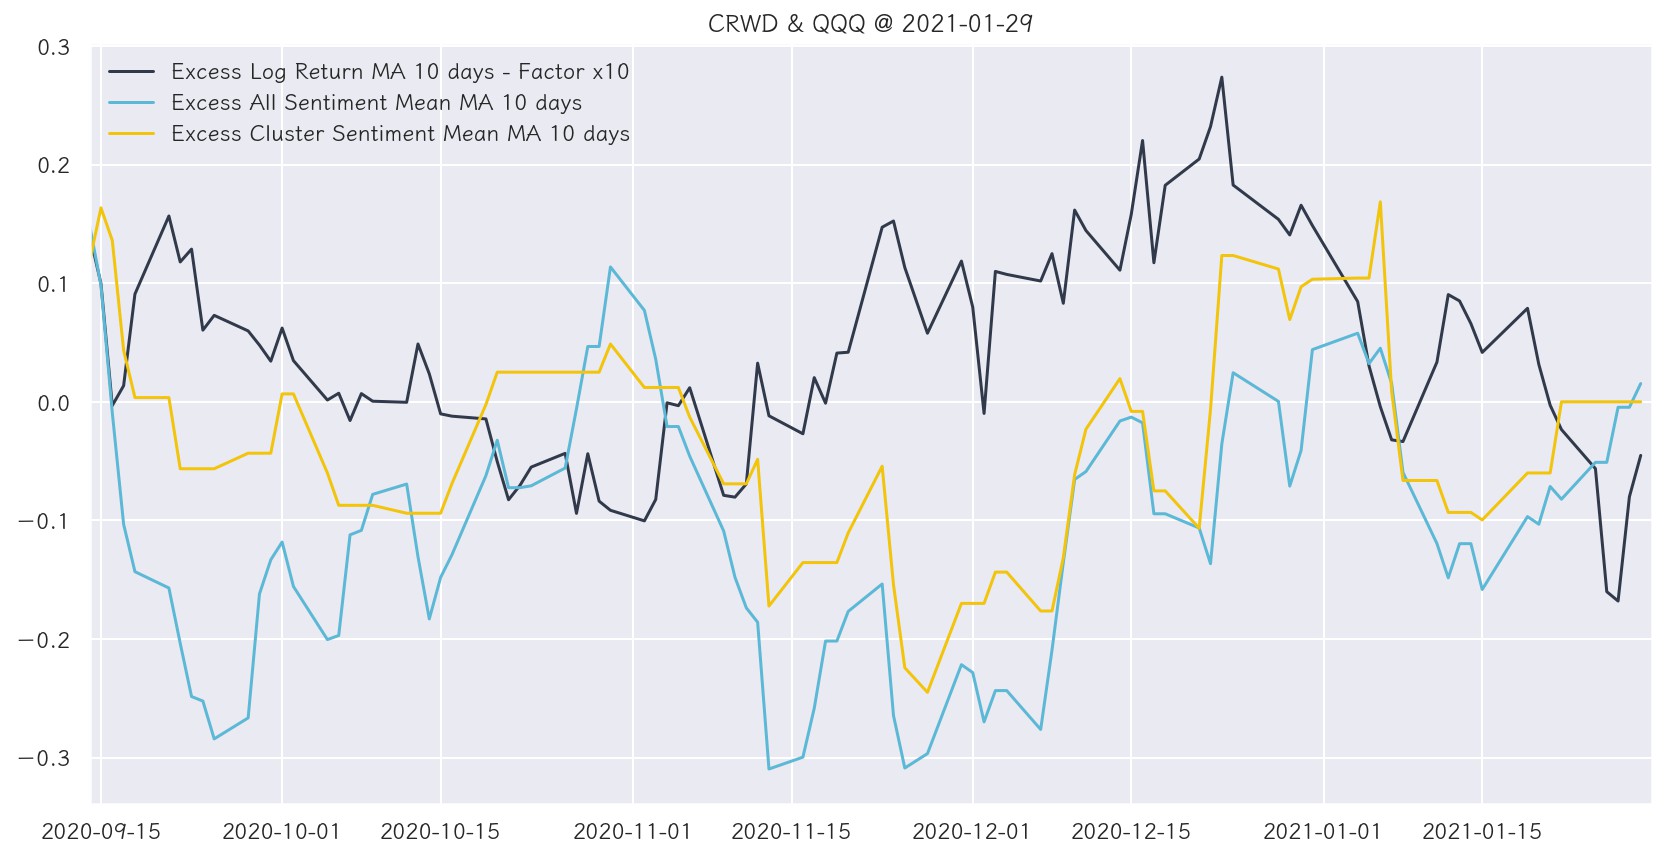 CRWD & QQQ @ 2021-01-29
0.3
Excess Log Return MA 10 days - Factor x10
Excess All Sentiment Mean MA 10 days
Excess Cluster Sentiment Mean MA 10 days
0.2
0.1
0.0
−0.1
−0.2
−0.3
2020-09-15 2020-10-01 2020-10-15 2020-11-01 2020-11-15 2020-12-01 2020-12-15 2021-01-01 2021-01-15